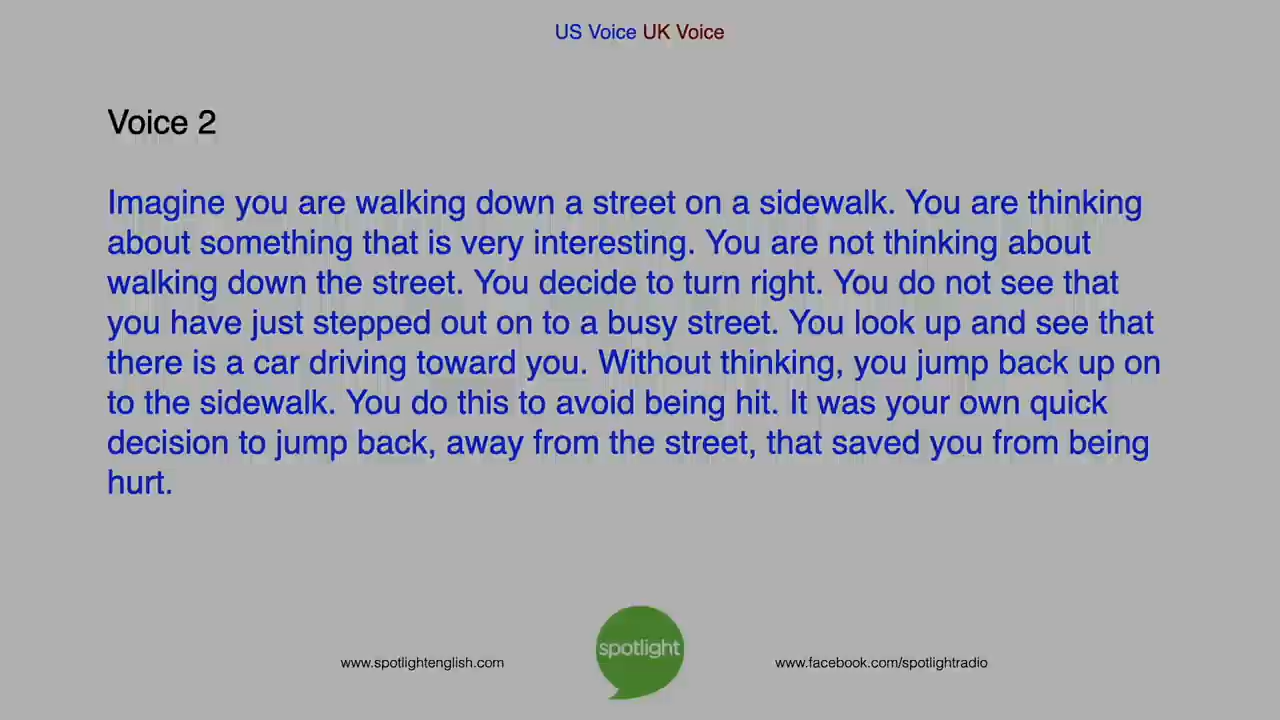 US Voice UK Voice
Voice 2
Imagine you are walking down a street on a sidewalk. You are thinking
about something that is very interesting. You are not thinking about
walking down the street. You decide to turn right. You do not see that
you have just stepped out on to a busy street. You look up and see that
there is a car driving toward you. Without thinking, you jump back up on
to the sidewalk. You do this to avoid being hit. It was your own quick
decision to jump back, away from the street, that saved you from being
hurt.
spotlight
www.spotlightenglish.com
www.facebook.com/spotlightradio